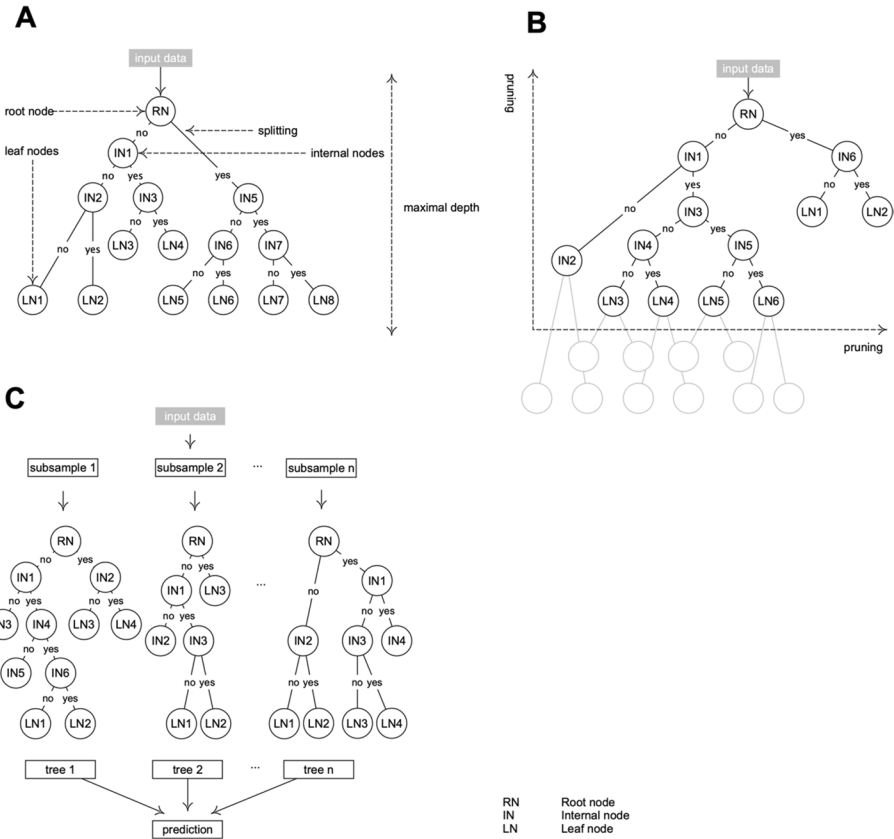 A
input data
root node
RN
no
splitting
leaf nodes
IN1
internal nodes
no yes yes
IN2 IN3 IN5
maximal depth
no yes no yes
LN3 LN4 IN6 IN7
no yes no yes no yes
LN1 LN2 LN5 LN6 LN7 LN8
B
pruning
input data
RN
no yes
IN1 IN6
yes no yes
no IN3 LN1 LN2
no yes
IN2 IN4 IN5
no yes no yes
LN3 LN4 LN5 LN6
pruning
C
input data
subsample 1 subsample 2 ... subsample n
RN RN RN
no yes no yes yes
IN1 IN2 IN1 LN3 ... no IN1
no yes no yes no yes no yes
N3 IN4 LN3 LN4 IN2 IN3 IN2 IN3 IN4
no yes
IN5 IN6 no yes no yes no yes
no yes
LN1 LN2 LN1 LN2 LN1 LN2 LN3 LN4
tree 1 tree 2 ... tree n
prediction
RN Root node
IN Internal node
LN Leaf node